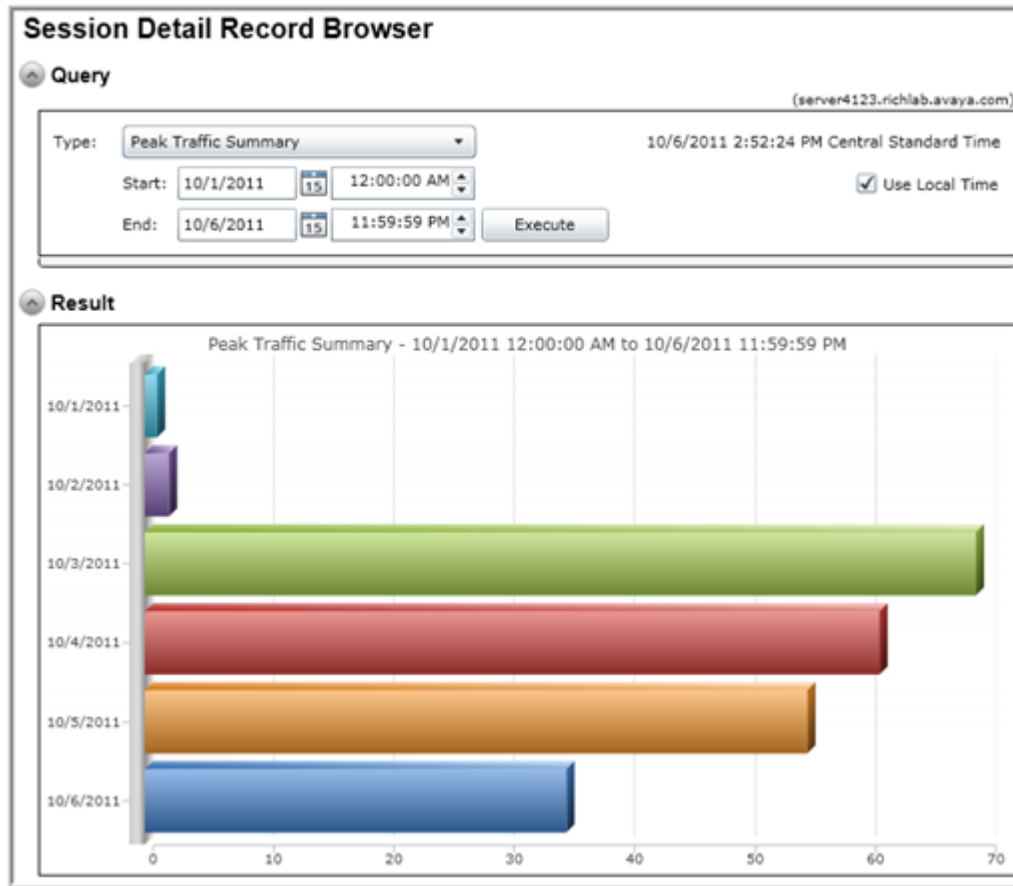 Session Detail Record Browser
Query
(server4123.richlab.avaya.com)
Type: Peak Traffic Summary 10/6/2011 2:52:24 PM Central Standard Time
Start: 10/1/2011 15 12:00:00 AM Use Local Time
End: 10/6/2011 15 11:59:59 PM Execute
Result
Peak Traffic Summary - 10/1/2011 12:00:00 AM to 10/6/2011 11:59:59 PM
10/1/2011
10/2/2011
10/3/2011
10/4/2011
10/5/2011
10/6/2011
0 10 20 30 40 50 60 70